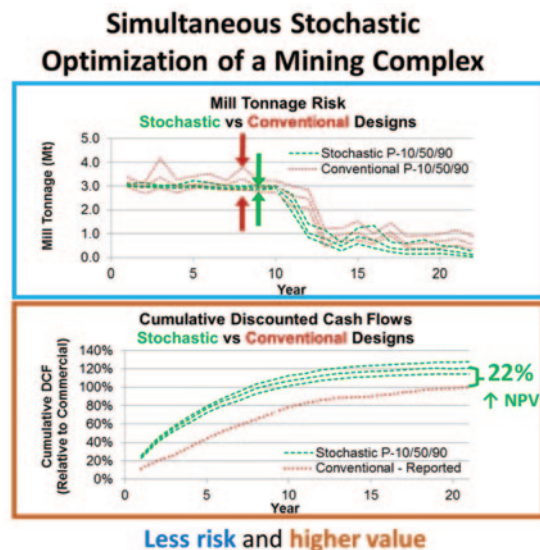 Simultaneous Stochastic
Optimization of a Mining Complex
Mill Tonnage Risk
Stochastic vs Conventional Designs
Mill Tonnage (Mt)
5.0
4.0
3.0
2.0
1.0
0.0
Stochastic P-10/50/90
Conventional P-10/50/90
0 5 10 15 20
Year
Cumulative Discounted Cash Flows
Stochastic vs Conventional Designs
Cumulative DCF
(Relative to Commercial)
140%
120%
100%
80%
60%
40%
20%
0%
22%
↑ NPV
Stochastic P-10/50/90
Conventional - Reported
0 5 10 15 20
Year
Less risk and higher value